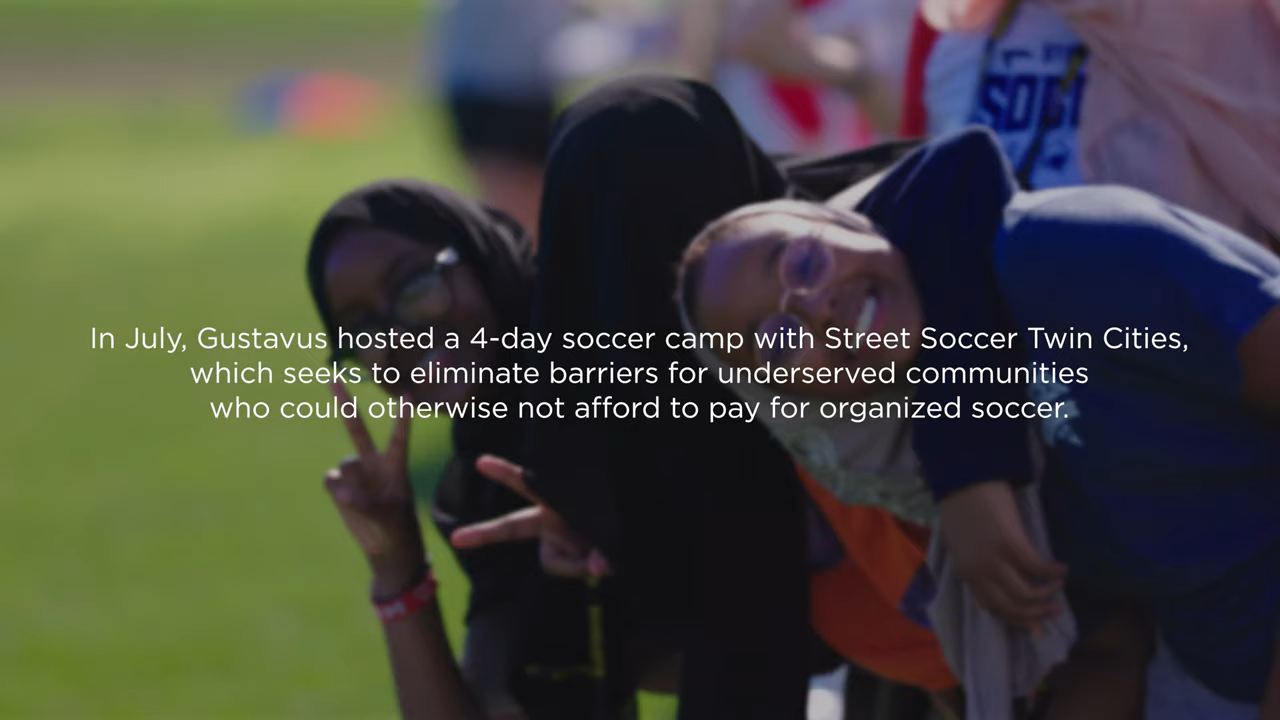 In July, Gustavus hosted a 4-day soccer camp with Street Soccer Twin Cities,
which seeks to eliminate barriers for underserved communities
who could otherwise not afford to pay for organized soccer.